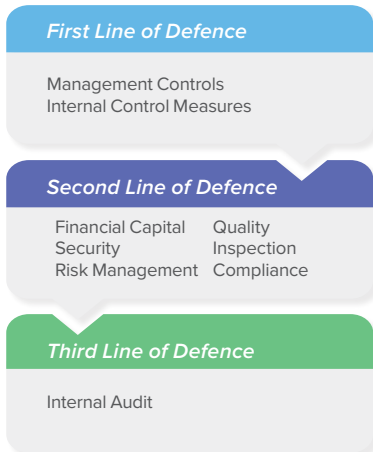 First Line of Defence
Management Controls
Internal Control Measures
Second Line of Defence
Financial Capital
Security
Risk Management
Quality
Inspection
Compliance
Third Line of Defence
Internal Audit